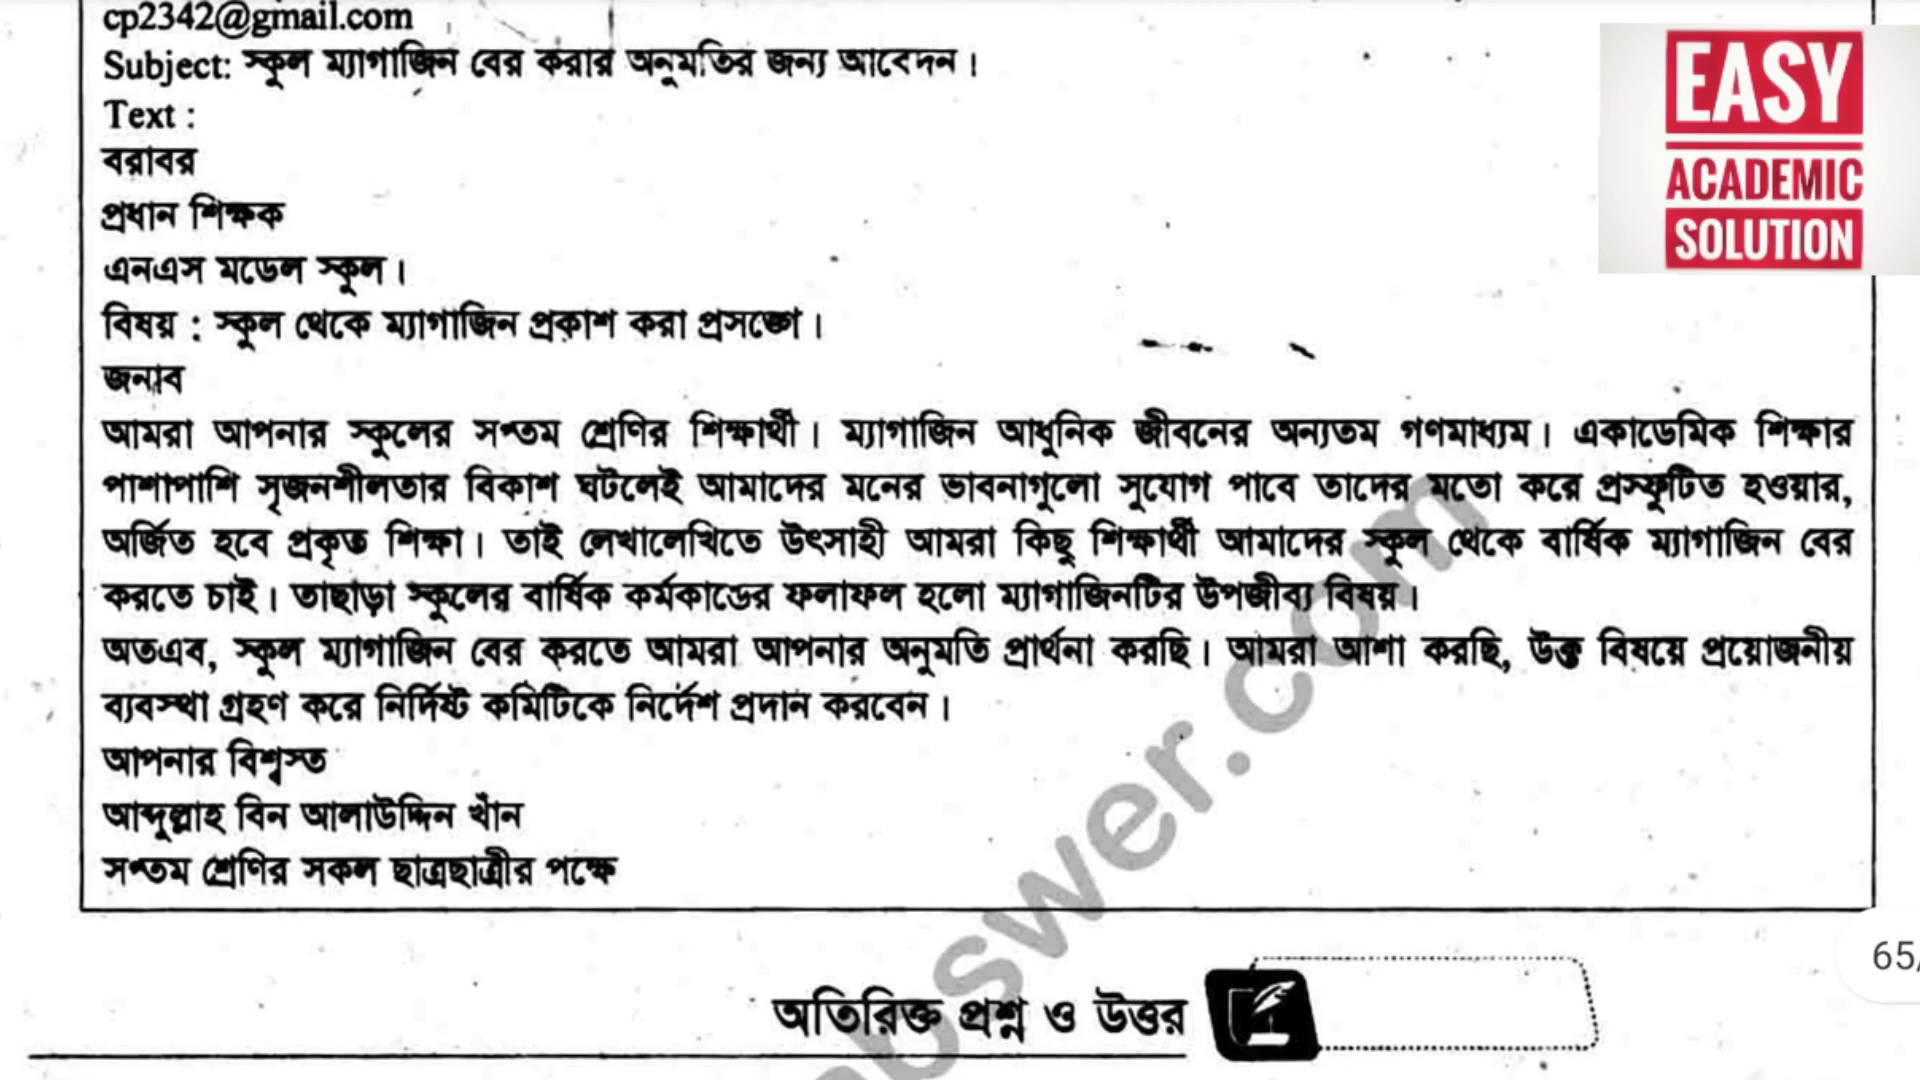 cp2342@gmail.com
Subject: স্কুল ম্যাগাজিন বের করার অনুমতির জন্য আবেদন।
Text :
বরাবর
প্রধান শিক্ষক
এনএস মডেল স্কুল।
বিষয় : স্কুল থেকে ম্যাগাজিন প্রকাশ করা প্রসঙ্গে।
জনাব
আমরা আপনার স্কুলের সপ্তম শ্রেণির শিক্ষার্থী। ম্যাগাজিন আধুনিক জীবনের অন্যতম গণমাধ্যম। একাডেমিক শিক্ষার
পাশাপাশি সৃজনশীলতার বিকাশ ঘটলেই আমাদের মনের ভাবনাগুলো সুযোগ পাবে তাদের মতো করে প্রস্ফুটিত হওয়ার,
অর্জিত হবে প্রকৃত শিক্ষা। তাই লেখালেখিতে উৎসাহী আমরা কিছু শিক্ষার্থী আমাদের স্কুল থেকে বার্ষিক ম্যাগাজিন বের
করতে চাই। তাছাড়া স্কুলের বার্ষিক কর্মকাণ্ডের ফলাফল হলো ম্যাগাজিনটির উপজীব্য বিষয়।
অতএব, স্কুল ম্যাগাজিন বের করতে আমরা আপনার অনুমতি প্রার্থনা করছি। আমরা আশা করছি, উক্ত বিষয়ে প্রয়োজনীয়
ব্যবস্থা গ্রহণ করে নির্দিষ্ট কমিটিকে নির্দেশ প্রদান করবেন।
আপনার বিশ্বস্ত
আব্দুল্লাহ বিন আলাউদ্দিন খাঁন
সপ্তম শ্রেণির সকল ছাত্রছাত্রীর পক্ষে
অতিরিক্ত প্রশ্ন ও উত্তর
EASY
ACADEMIC
SOLUTION
65/